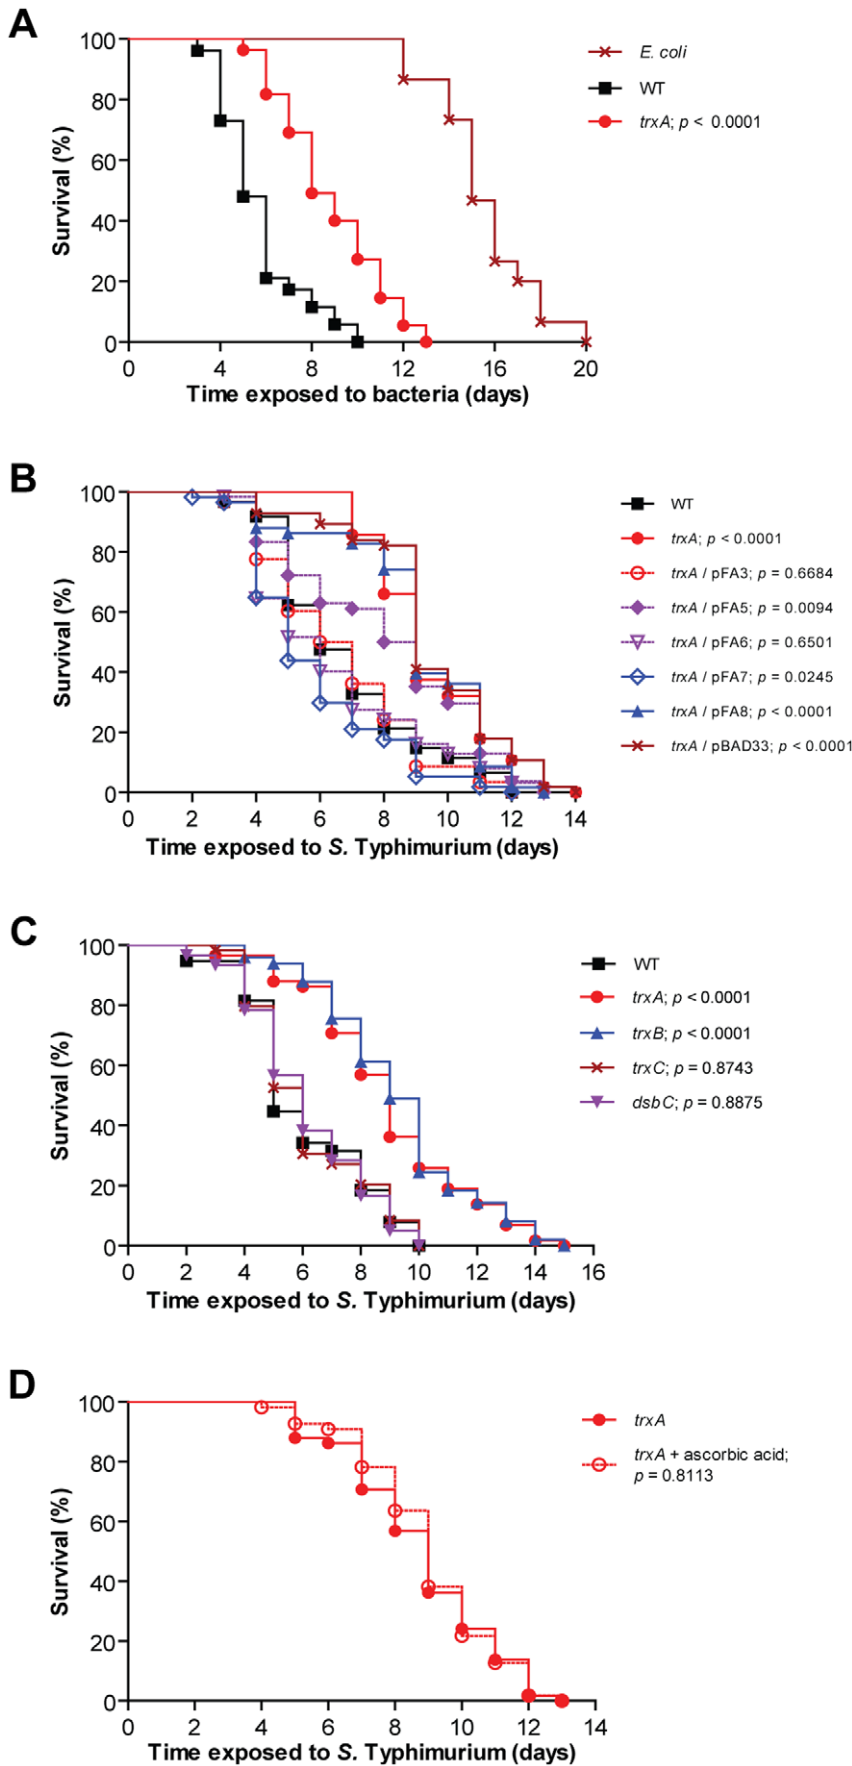 A
100
80
60
40
20
0
Survival (%)
0 4 8 12 16 20
Time exposed to bacteria (days)
E. coli
WT
trxA; p < 0.0001
B
100
80
60
40
20
0
Survival (%)
0 2 4 6 8 10 12 14
Time exposed to S. Typhimurium (days)
WT
trxA; p < 0.0001
trxA / pFA3; p = 0.6684
trxA / pFA5; p = 0.0094
trxA / pFA6; p = 0.6501
trxA / pFA7; p = 0.0245
trxA / pFA8; p < 0.0001
trxA / pBAD33; p < 0.0001
C
100
80
60
40
20
0
Survival (%)
0 2 4 6 8 10 12 14 16
Time exposed to S. Typhimurium (days)
WT
trxA; p < 0.0001
trxB; p < 0.0001
trxC; p = 0.8743
dsbC; p = 0.8875
D
100
80
60
40
20
0
Survival (%)
0 2 4 6 8 10 12 14
Time exposed to S. Typhimurium (days)
trxA
trxA + ascorbic acid;
p = 0.8113